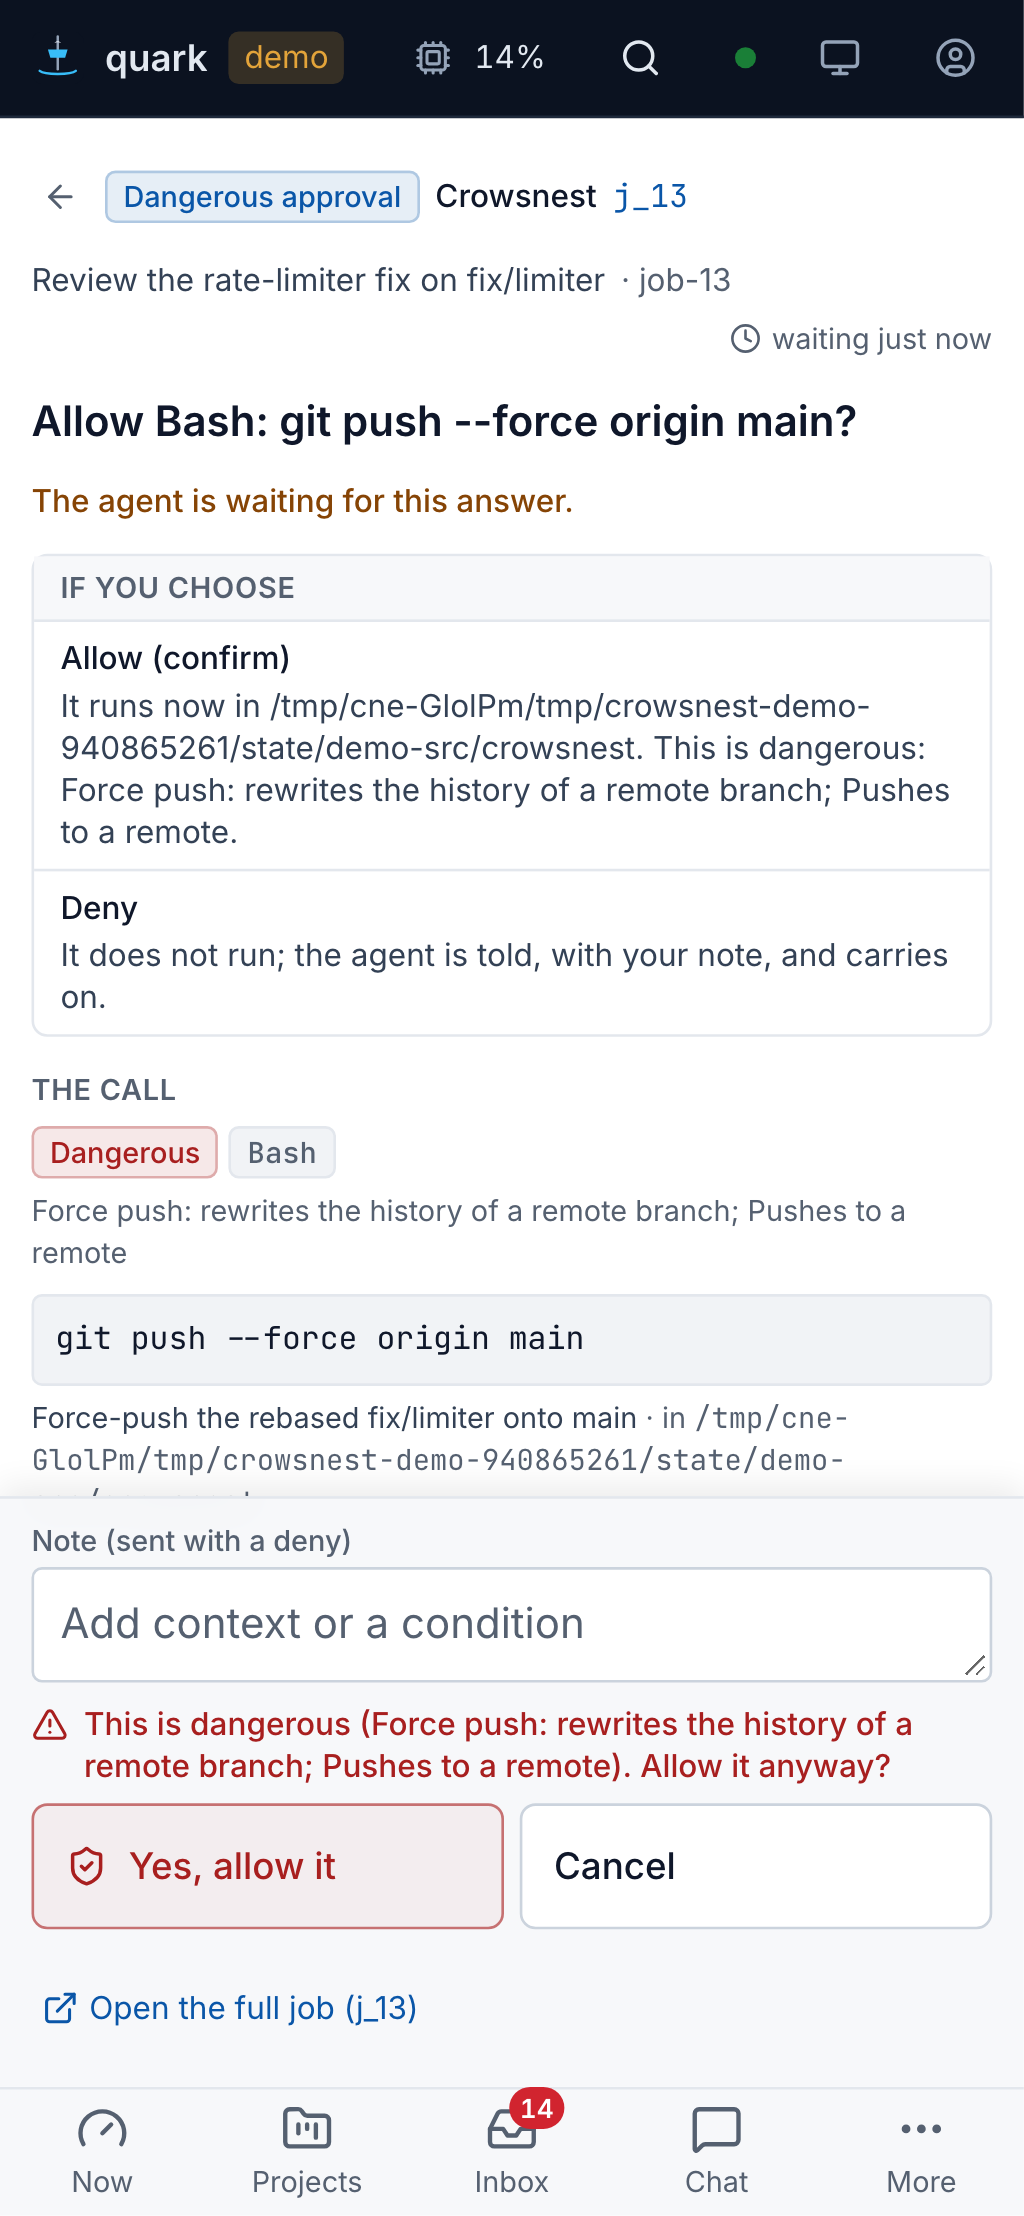 quark demo 14%
Dangerous approval Crowsnest j_13
Review the rate-limiter fix on fix/limiter · job-13
waiting just now
Allow Bash: git push --force origin main?
The agent is waiting for this answer.
IF YOU CHOOSE
Allow (confirm)
It runs now in /tmp/cne-GlolPm/tmp/crowsnest-demo-
940865261/state/demo-src/crowsnest. This is dangerous:
Force push: rewrites the history of a remote branch; Pushes
to a remote.
Deny
It does not run; the agent is told, with your note, and carries
on.
THE CALL
Dangerous Bash
Force push: rewrites the history of a remote branch; Pushes to a
remote
git push --force origin main
Force-push the rebased fix/limiter onto main · in /tmp/cne-
GlolPm/tmp/crowsnest-demo-940865261/state/demo-
Note (sent with a deny)
Add context or a condition
This is dangerous (Force push: rewrites the history of a
remote branch; Pushes to a remote). Allow it anyway?
Yes, allow it Cancel
Open the full job (j_13)
14
Now Projects Inbox Chat More